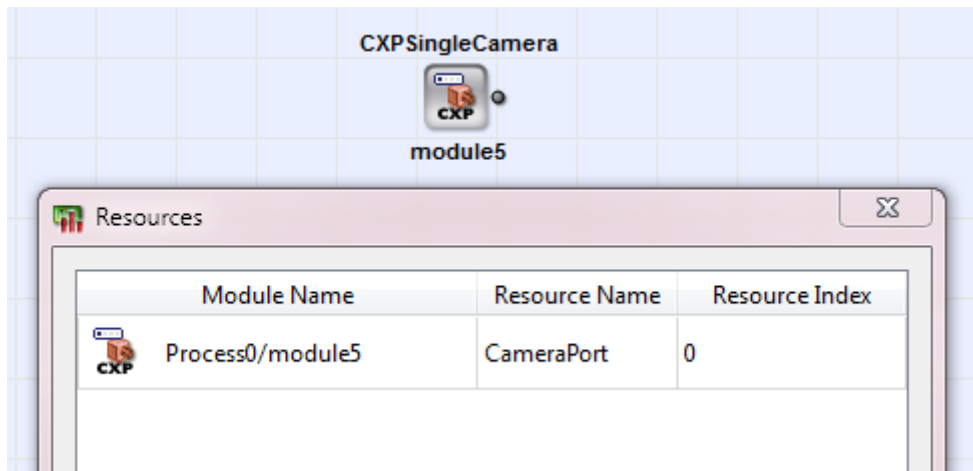 CXPSingleCamera
CXP
module5
Resources
Module Name Resource Name Resource Index
CXP Process0/module5 CameraPort 0